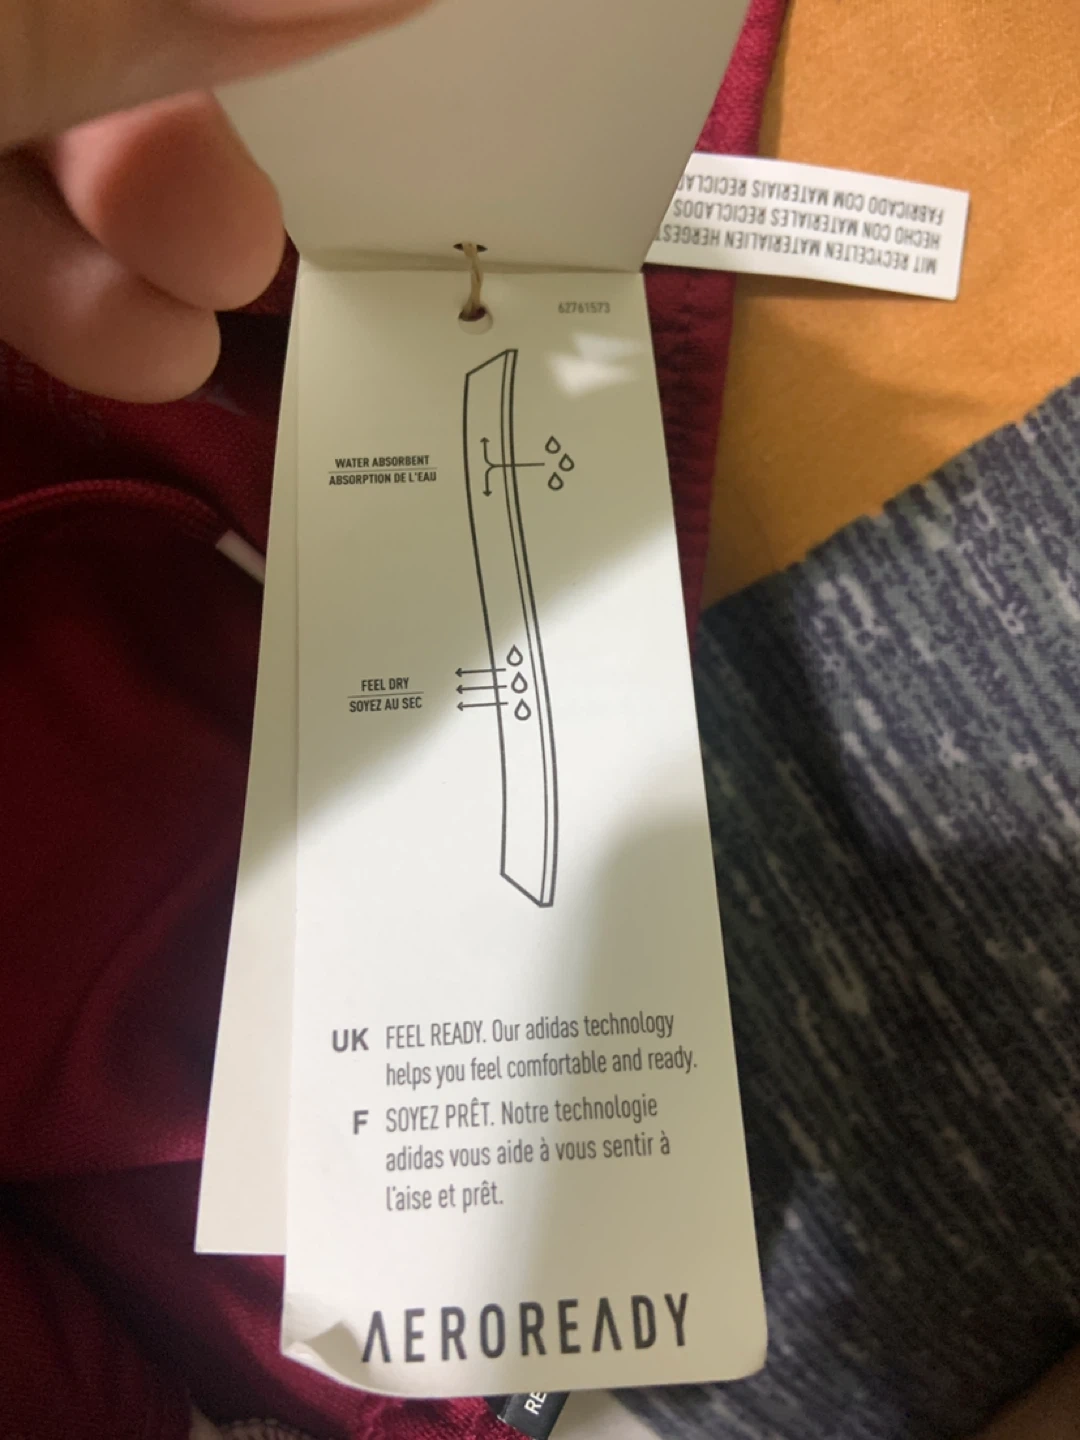 62761573
WATER ABSORBENT
ABSORPTION DE L'EAU
FEEL DRY
SOYEZ AU SEC
UK FEEL READY. Our adidas technology
helps you feel comfortable and ready.
F SOYEZ PRÊT. Notre technologie
adidas vous aide à vous sentir à
l'aise et prêt.
AEROREADY
MIT RECYCELTEN MATERIALIEN
HECHO CON MATERIALES RECICLADOS
FABRICADO COM MATERIAIS
RE